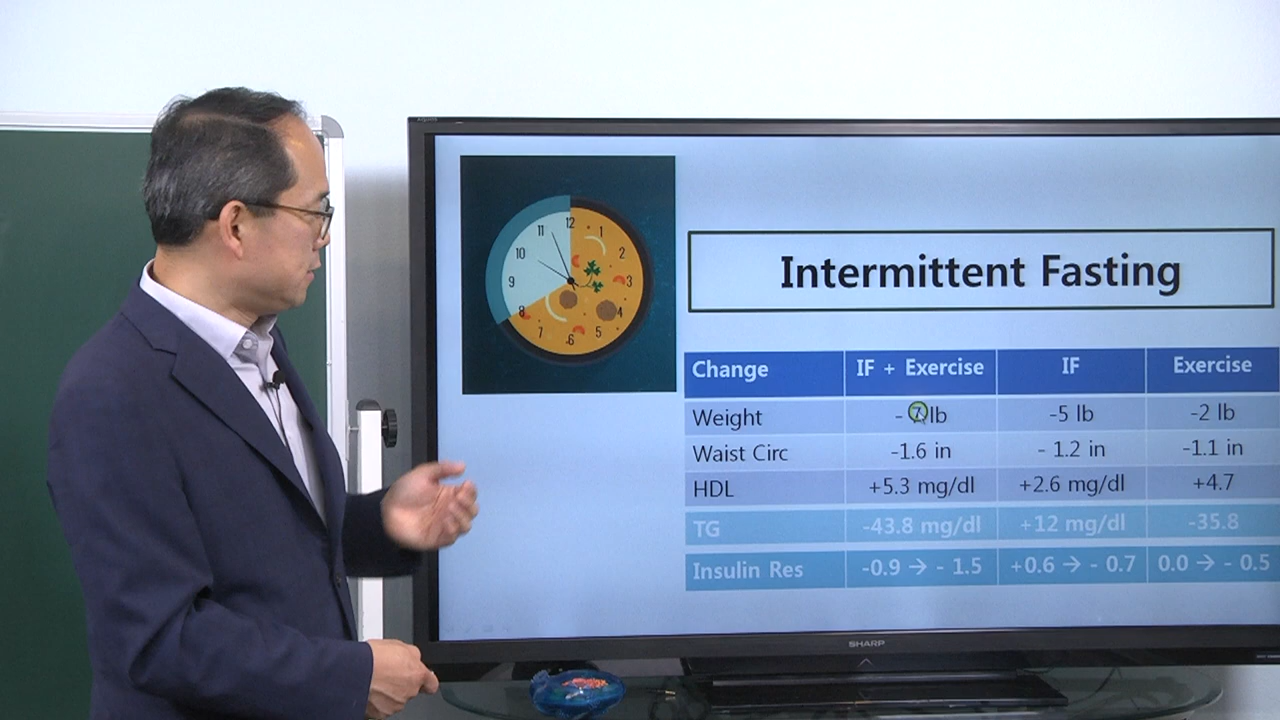 AQUOS
12
11
1
10
2
9
3
8
4
7
5
6
Intermittent Fasting
Change IF + Exercise IF Exercise
Weight - 7 lb -5 lb -2 lb
Waist Circ -1.6 in - 1.2 in -1.1 in
HDL +5.3 mg/dl +2.6 mg/dl +4.7
TG -43.8 mg/dl +12 mg/dl -35.8
Insulin Res -0.9 → - 1.5 +0.6 → - 0.7 0.0 → - 0.5
SHARP